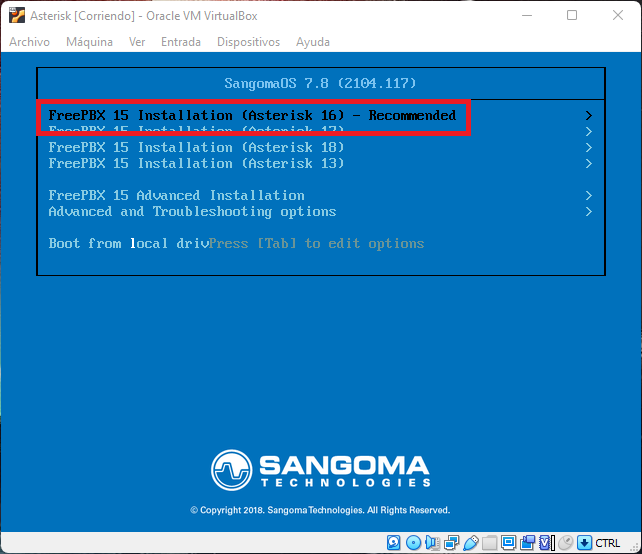 Asterisk [Corriendo] - Oracle VM VirtualBox
Archivo Máquina Ver Entrada Dispositivos Ayuda
SangomaOS 7.8 (2104.117)
FreePBX 15 Installation (Asterisk 16) - Recommended >
FreePBX 15 Installation (Asterisk 17) >
FreePBX 15 Installation (Asterisk 18) >
FreePBX 15 Installation (Asterisk 13) >
FreePBX 15 Advanced Installation >
Advanced and Troubleshooting options >
Boot from local drivPress [Tab] to edit options
SANGOMA
TECHNOLOGIES
© Copyright 2018. Sangoma Technologies. All Rights Reserved.
CTRL